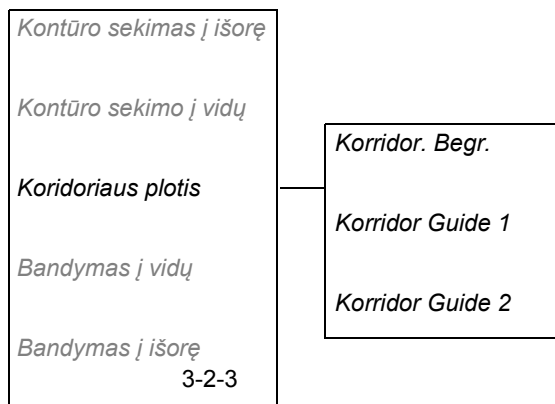 Kontūro sekimas į išorę
Kontūro sekimo į vidų
Koridoriaus plotis
Bandymas į vidų
Bandymas į išorę
3-2-3
Korridor. Begr.
Korridor Guide 1
Korridor Guide 2